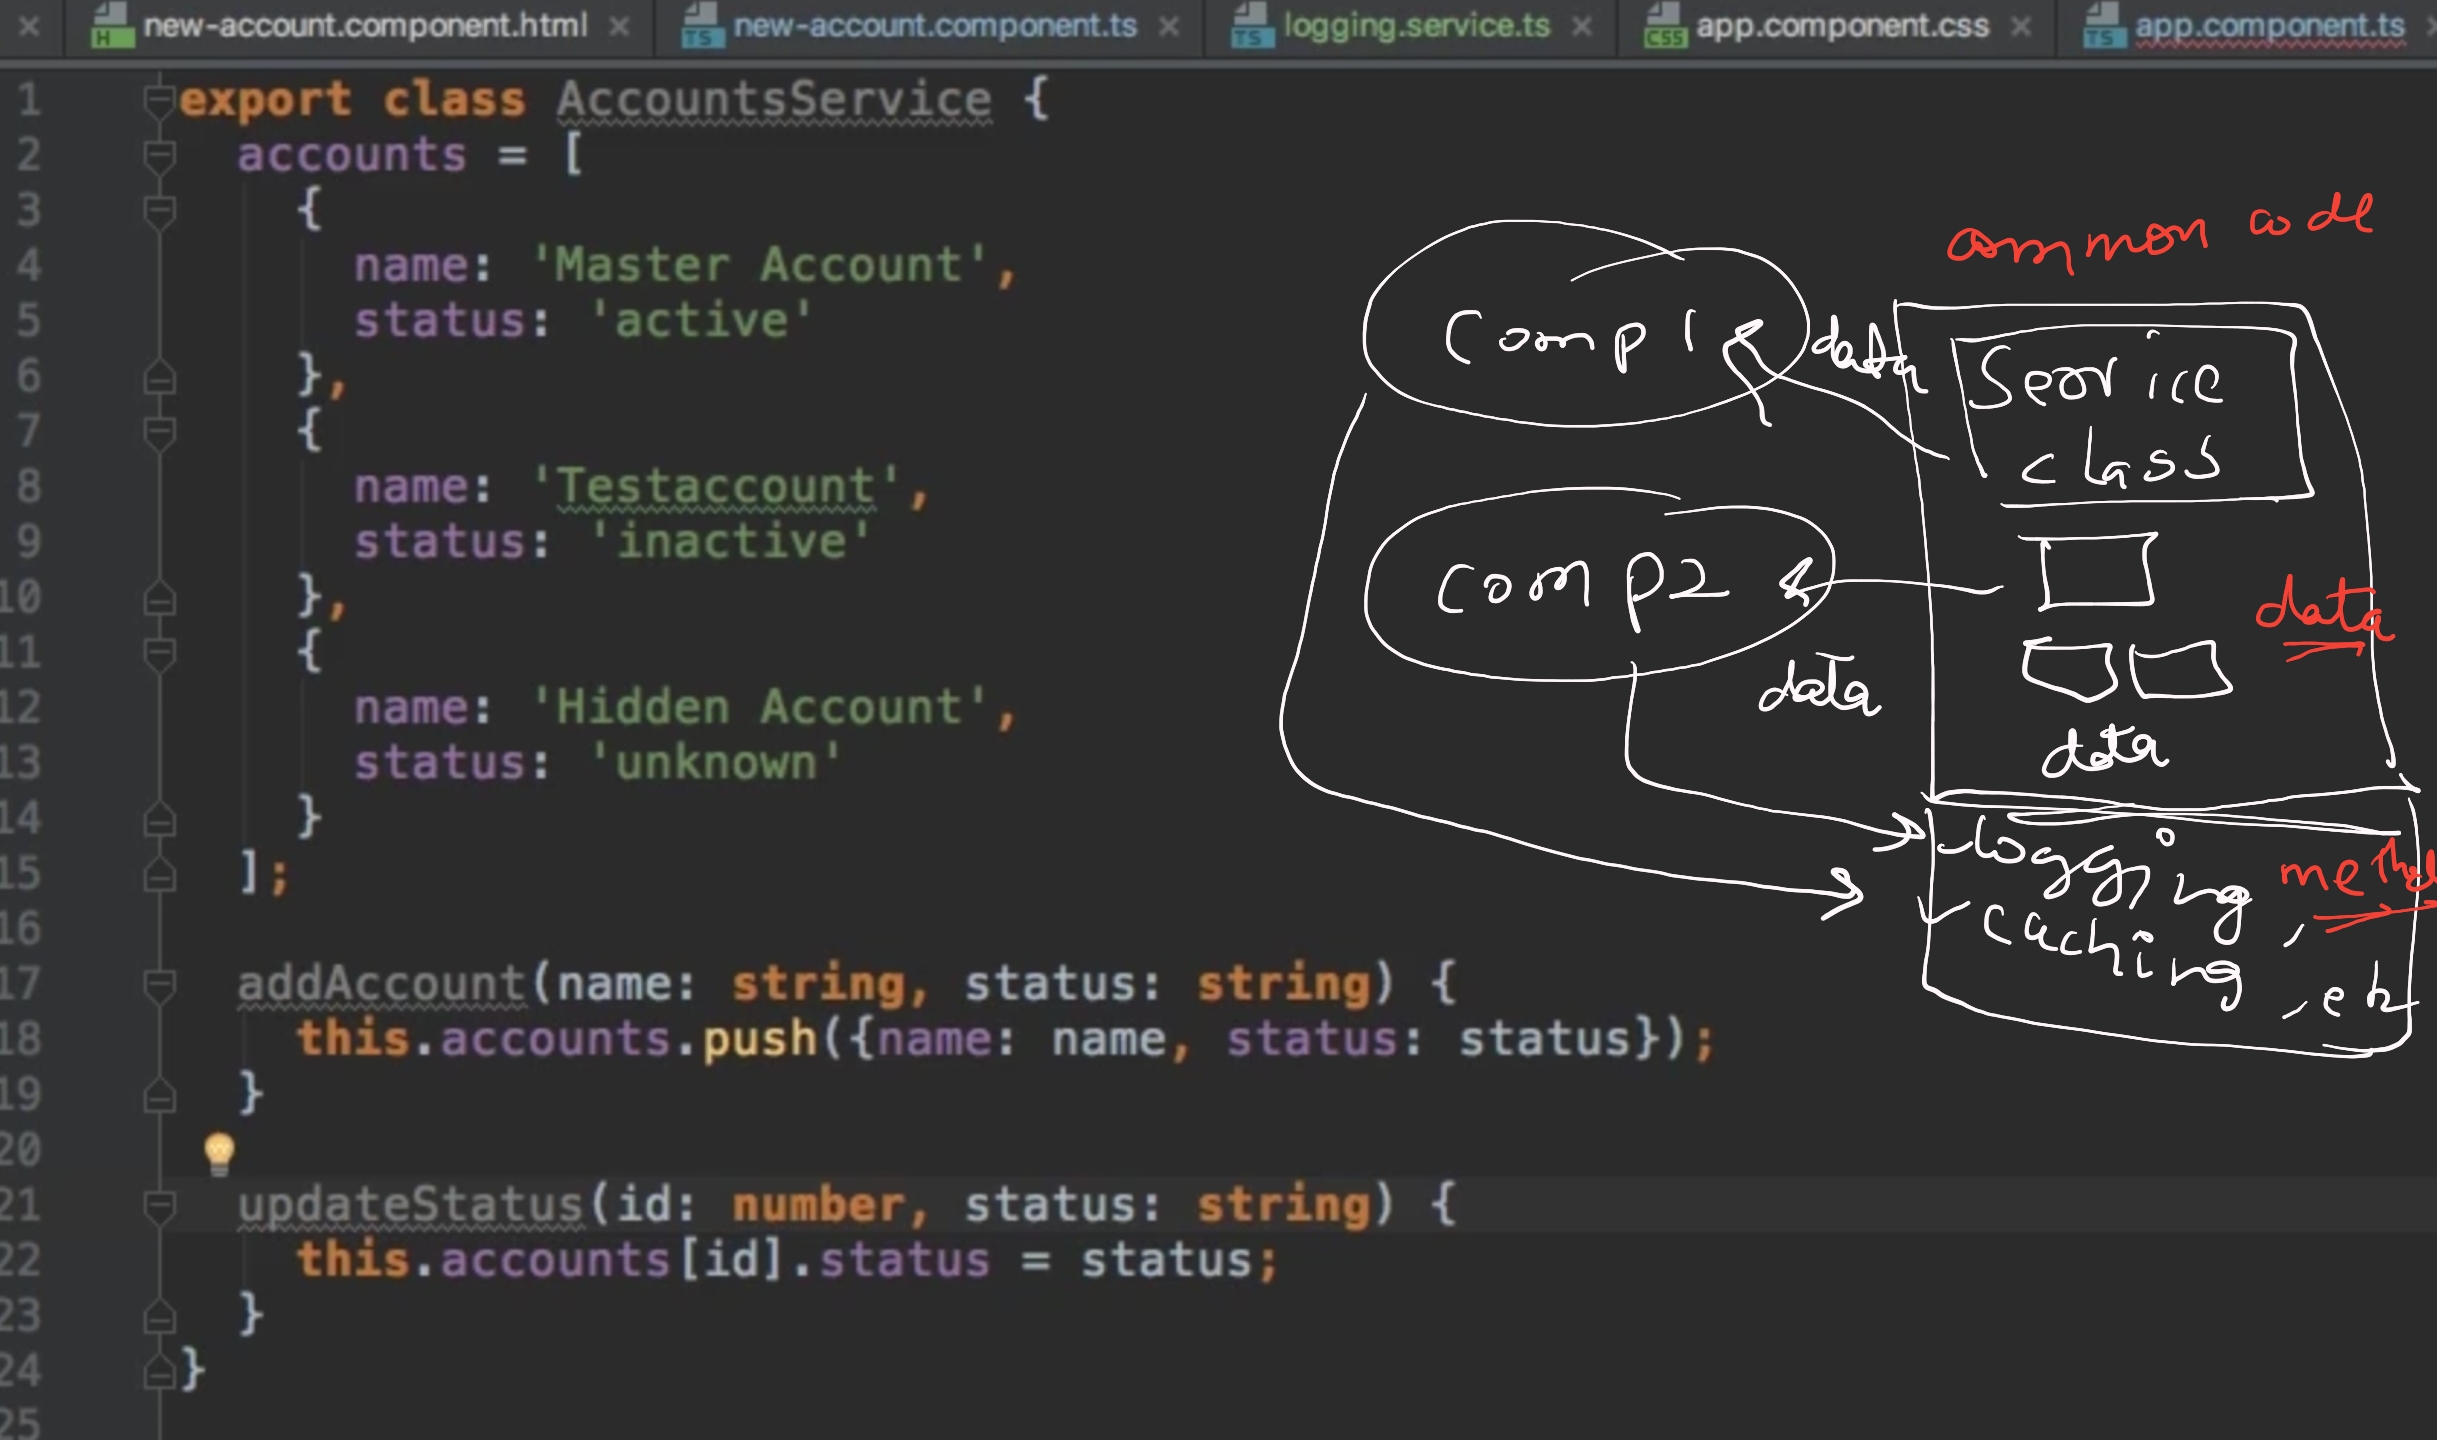 new-account.component.html
new-account.component.ts
logging.service.ts
app.component.css
app.component.ts
1 export class AccountsService {
2 accounts = [
3 {
4 name: 'Master Account',
5 status: 'active'
6 },
7 {
8 name: 'Testaccount',
9 status: 'inactive'
10 },
11 {
12 name: 'Hidden Account',
13 status: 'unknown'
14 }
15 ];
16
17 addAccount(name: string, status: string) {
18 this.accounts.push({name: name, status: status});
19 }
20
21 updateStatus(id: number, status: string) {
22 this.accounts[id].status = status;
23 }
24 }
25
common code
Comp1
data
Service
class
Comp2
data
data
data
logging,
caching, etc